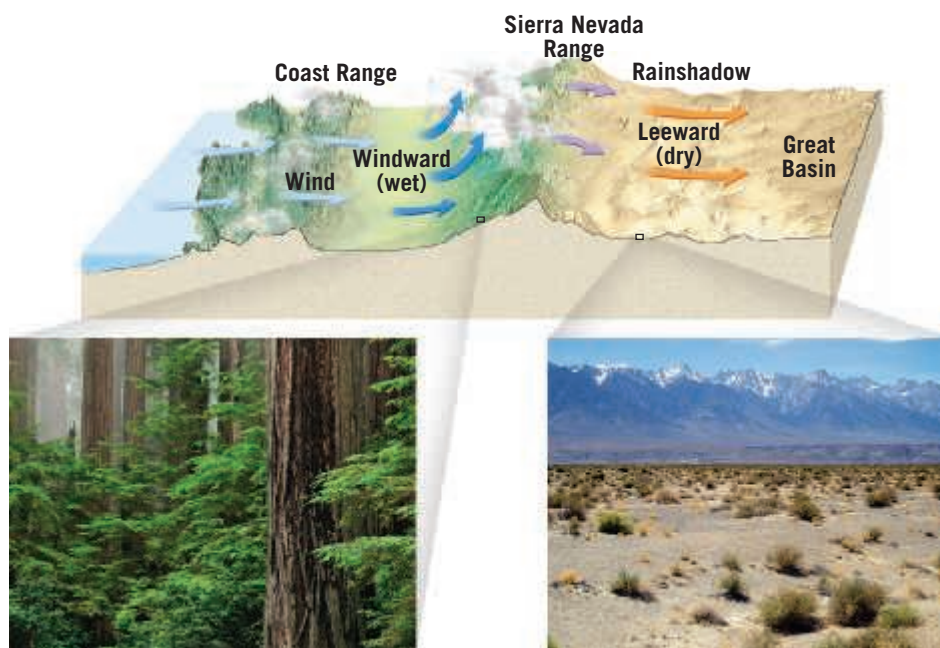 Sierra Nevada
Range
Coast Range
Rainshadow
Leeward
(dry)
Great
Basin
Windward
(wet)
Wind